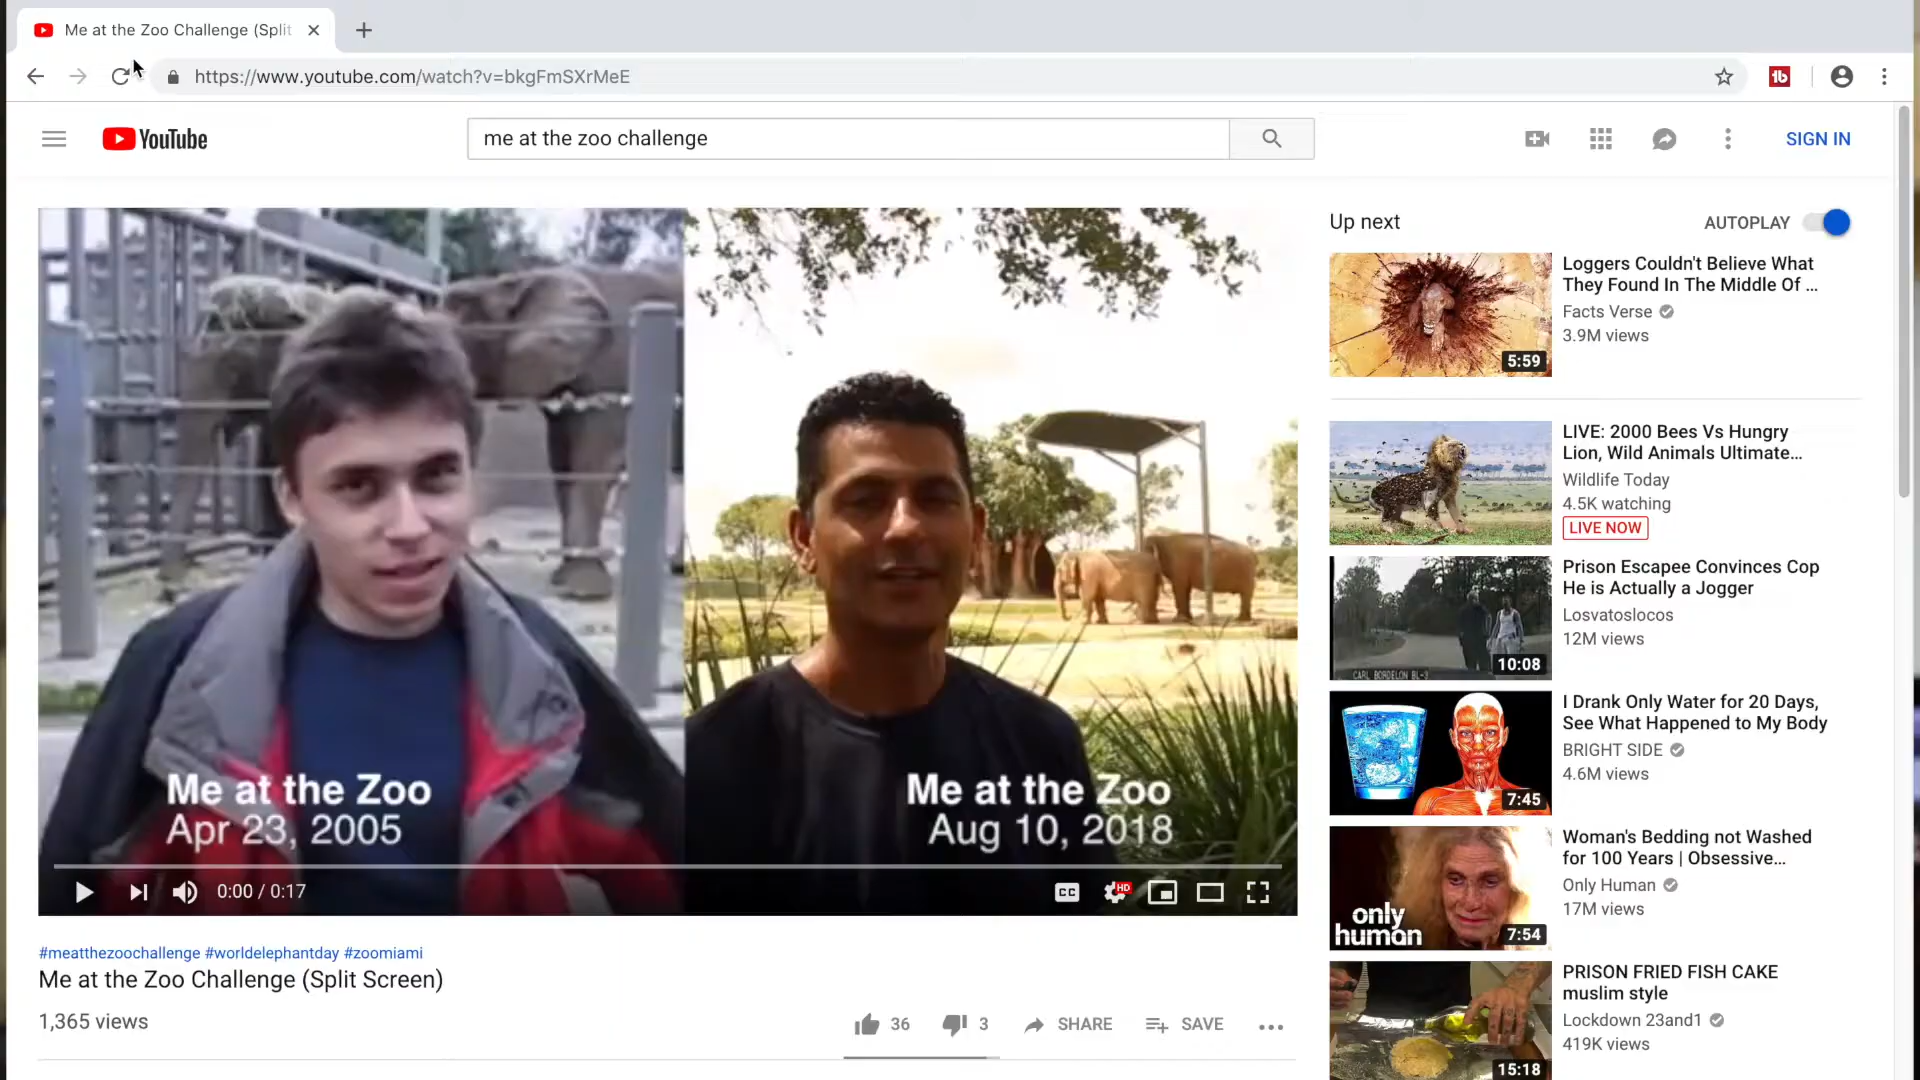 Me at the Zoo Challenge (Split
https://www.youtube.com/watch?v=bkgFmSXrMeE
YouTube
me at the zoo challenge
SIGN IN
Me at the Zoo
Apr 23, 2005
Me at the Zoo
Aug 10, 2018
0:00 / 0:17
CC
HD
#meatthezoochallenge #worldelephantday #zoomiami
Me at the Zoo Challenge (Split Screen)
1,365 views
36
3
SHARE
SAVE
Up next
AUTOPLAY
5:59
Loggers Couldn't Believe What
They Found In The Middle Of ...
Facts Verse
3.9M views
LIVE: 2000 Bees Vs Hungry
Lion, Wild Animals Ultimate...
Wildlife Today
4.5K watching
LIVE NOW
CARL BORDELON BL-3
10:08
Prison Escapee Convinces Cop
He is Actually a Jogger
Losvatoslocos
12M views
7:45
I Drank Only Water for 20 Days,
See What Happened to My Body
BRIGHT SIDE
4.6M views
only
human
7:54
Woman's Bedding not Washed
for 100 Years | Obsessive...
Only Human
17M views
15:18
PRISON FRIED FISH CAKE
muslim style
Lockdown 23and1
419K views